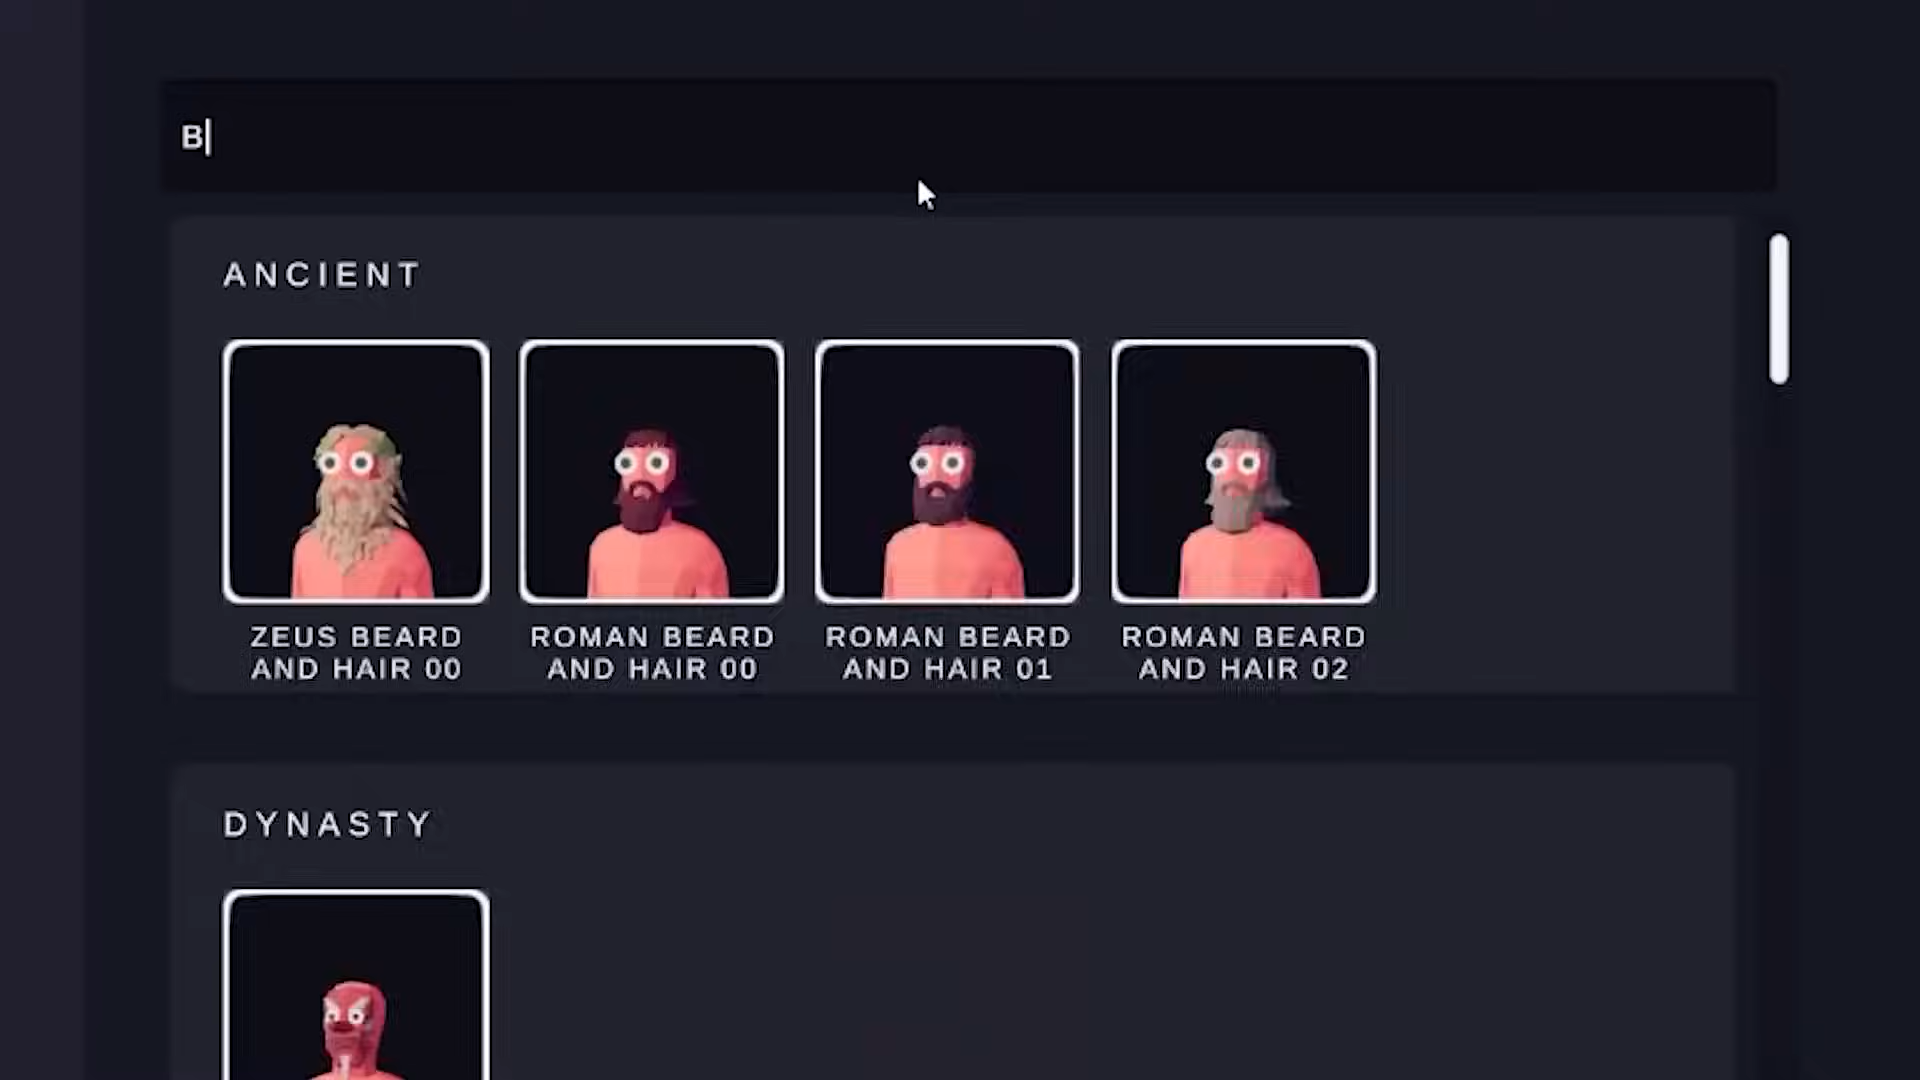 B
ANCIENT
ZEUS BEARD
AND HAIR 00
ROMAN BEARD
AND HAIR 00
ROMAN BEARD
AND HAIR 01
ROMAN BEARD
AND HAIR 02
DYNASTY